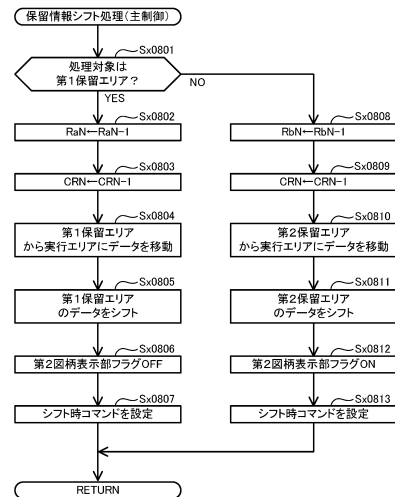 保留情報シフト処理(主制御)
Sx0801
処理対象は
第1保留エリア?
NO
YES
Sx0802
RaN←RaN-1
Sx0803
CRN←CRN-1
Sx0804
第1保留エリア
から実行エリアにデータを移動
Sx0805
第1保留エリア
のデータをシフト
Sx0806
第2図柄表示部フラグOFF
Sx0807
シフト時コマンドを設定
Sx0808
RbN←RbN-1
Sx0809
CRN←CRN-1
Sx0810
第2保留エリア
から実行エリアにデータを移動
Sx0811
第2保留エリア
のデータをシフト
Sx0812
第2図柄表示部フラグON
Sx0813
シフト時コマンドを設定
RETURN